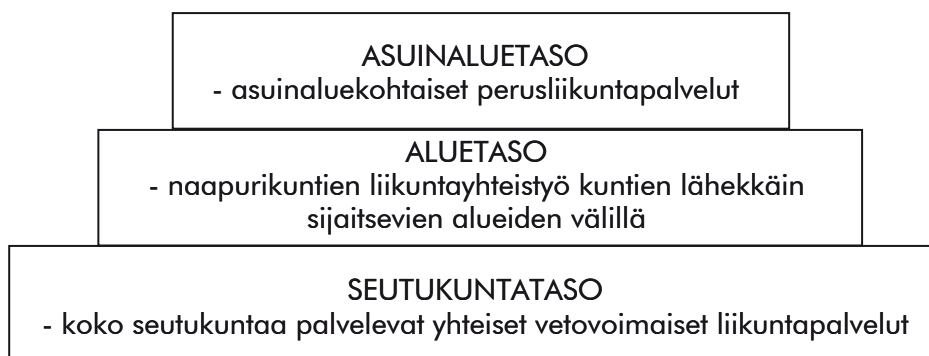 ASUINALUETASO
- asuinaluekohtaiset perusliikuntapalvelut
ALUETASO
- naapurikuntien liikuntayhteistyö kuntien lähekkäin
sijaitsevien alueiden välillä
SEUTUKUNTATASO
- koko seutukuntaa palvelevat yhteiset vetovoimaiset liikuntapalvelut